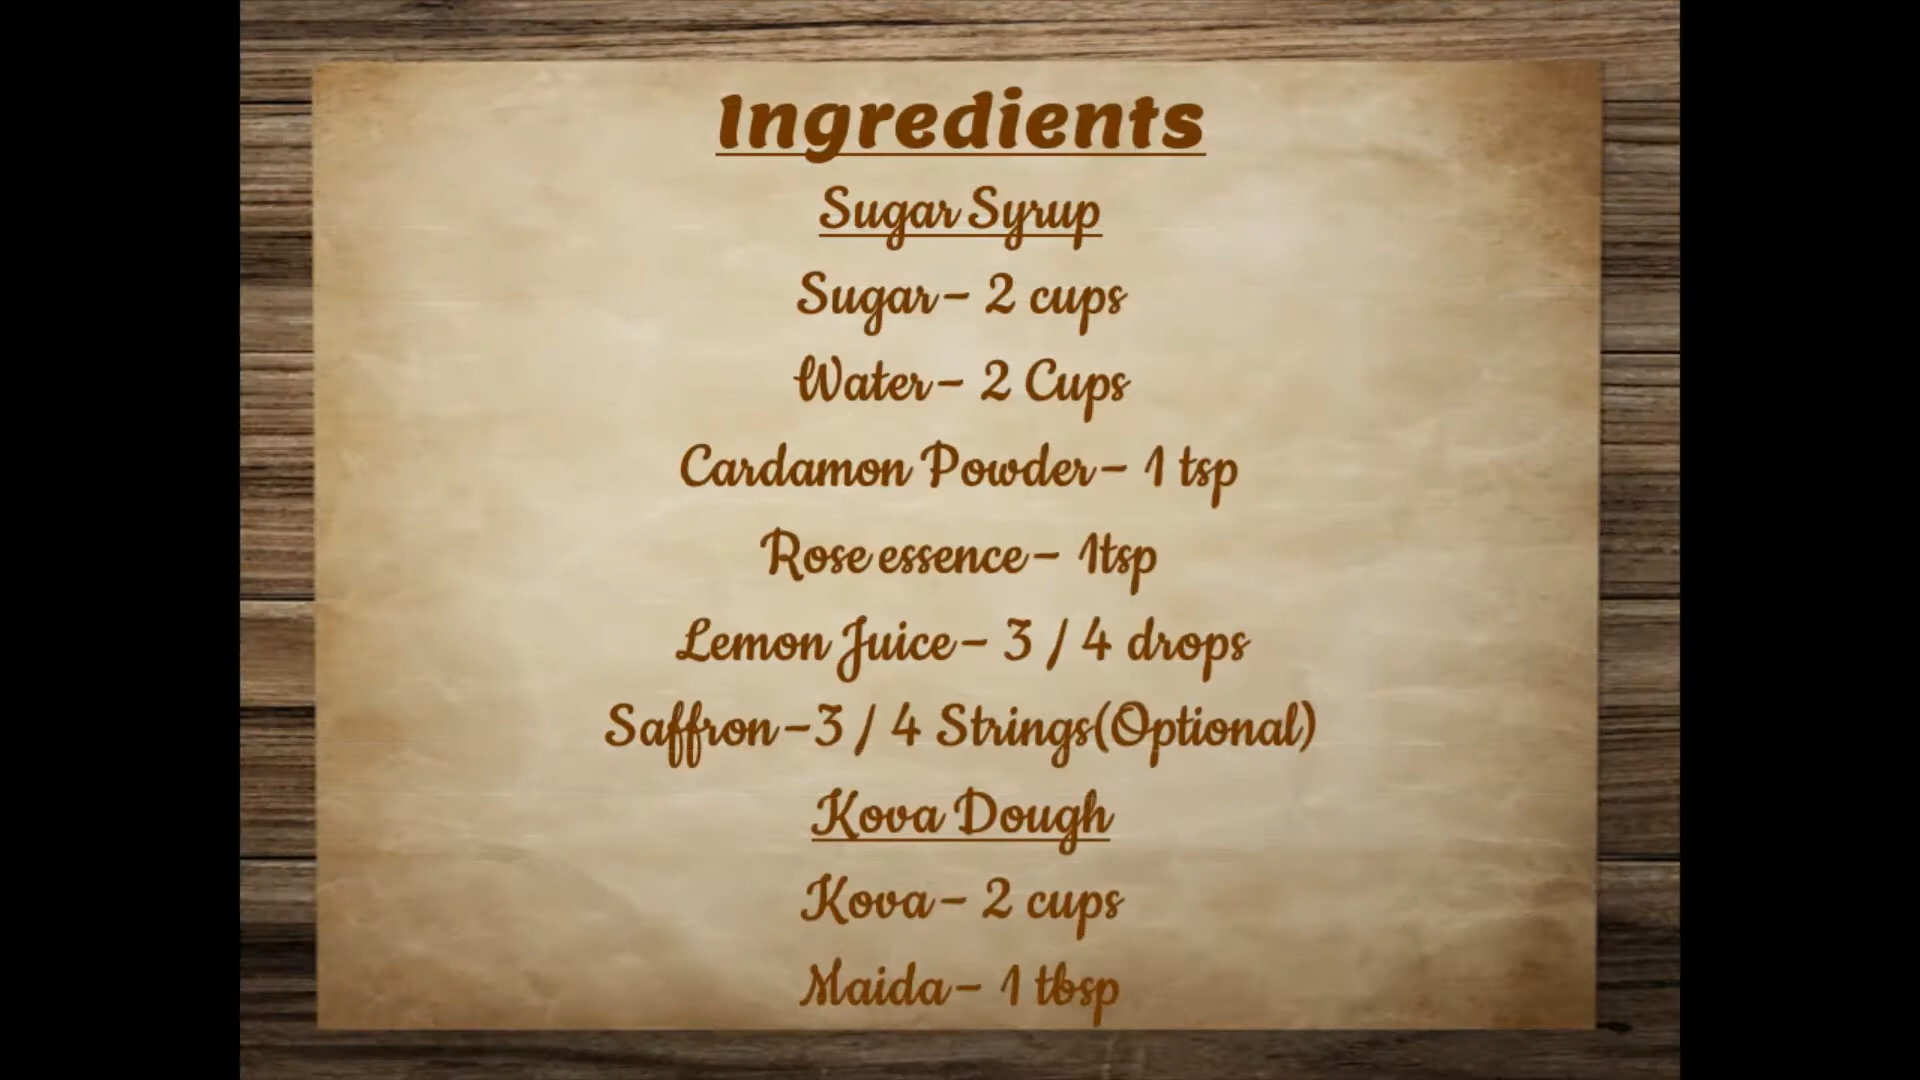 Ingredients
Sugar Syrup
Sugar - 2 cups
Water - 2 Cups
Cardamon Powder - 1 tsp
Rose essence - 1tsp
Lemon Juice - 3 / 4 drops
Saffron -3 / 4 Strings(Optional)
Kova Dough
Kova - 2 cups
Maida - 1 tbsp